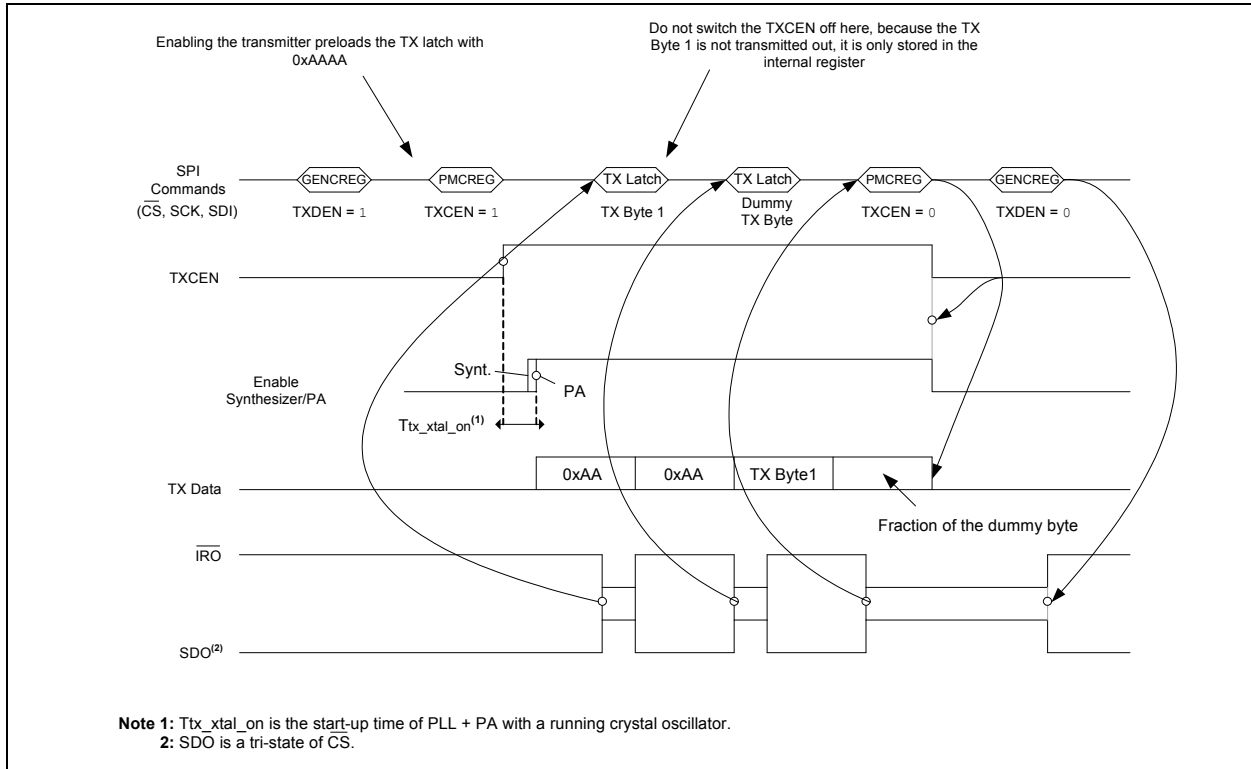 Enabling the transmitter preloads the TX latch with
0xAAAA
Do not switch the TXCEN off here, because the TX
Byte 1 is not transmitted out, it is only stored in the
internal register
SPI
Commands
(CS, SCK, SDI)
GENCREG
PMCREG
TX Latch
TX Latch
PMCREG
GENCREG
TXDEN = 1
TXCEN = 1
TX Byte 1
Dummy
TX Byte
TXCEN = 0
TXDEN = 0
TXCEN
Enable
Synthesizer/PA
Synt.
PA
Ttx_xtal_on(1)
TX Data
0xAA
0xAA
TX Byte1
Fraction of the dummy byte
IRO
SDO(2)
Note 1: Ttx_xtal_on is the start-up time of PLL + PA with a running crystal oscillator.
2: SDO is a tri-state of CS.